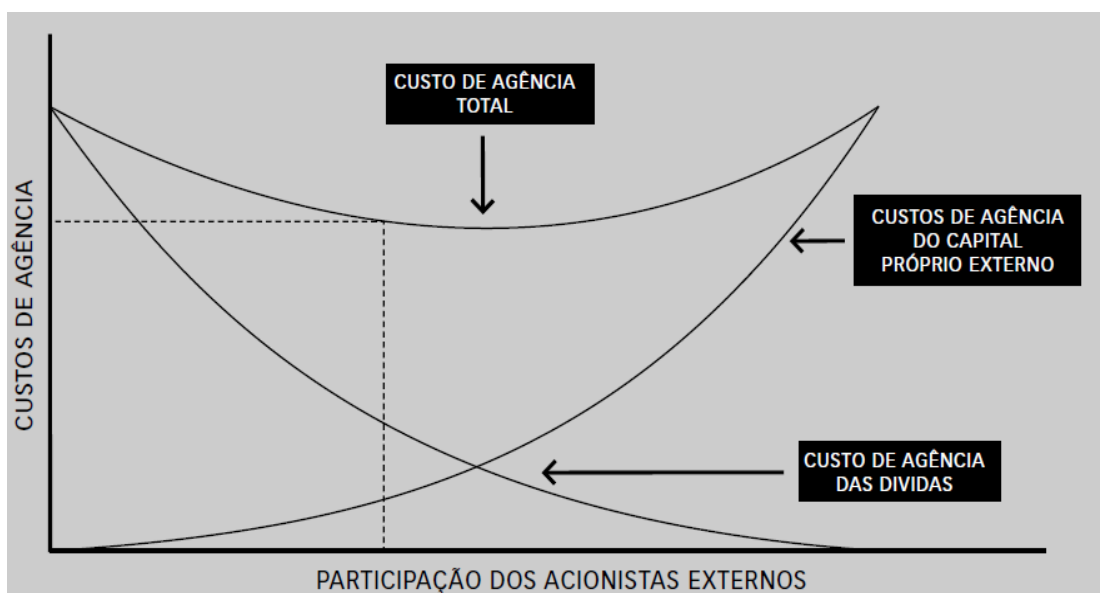 CUSTO DE AGÊNCIA
TOTAL
CUSTOS DE AGÊNCIA
CUSTOS DE AGÊNCIA
DO CAPITAL
PRÓPRIO EXTERNO
CUSTO DE AGÊNCIA
DAS DIVIDAS
PARTICIPAÇÃO DOS ACIONISTAS EXTERNOS